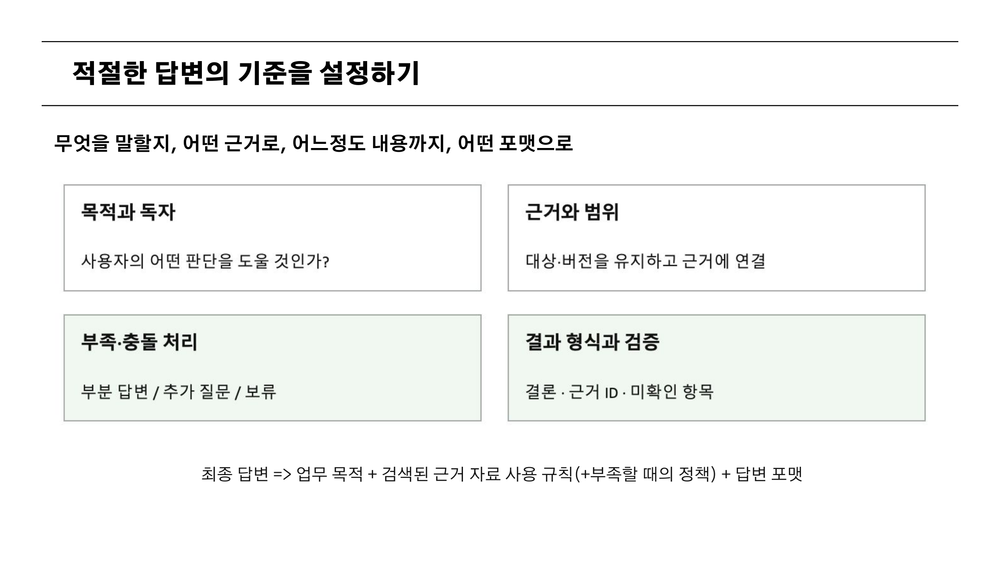 적절한 답변의 기준을 설정하기
무엇을 말할지, 어떤 근거로, 어느정도 내용까지, 어떤 포맷으로
목적과 독자
사용자의 어떤 판단을 도울 것인가?
근거와 범위
대상·버전을 유지하고 근거에 연결
부족·충돌 처리
부분 답변 / 추가 질문 / 보류
결과 형식과 검증
결론 · 근거 ID · 미확인 항목
최종 답변 => 업무 목적 + 검색된 근거 자료 사용 규칙(+부족할 때의 정책) + 답변 포맷